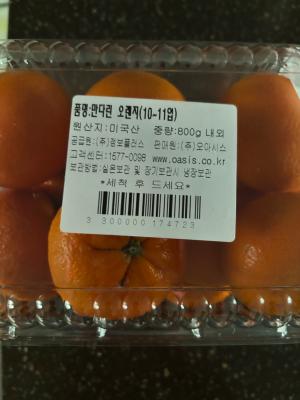 품명:만다린 오렌지(10-11입)
원산지:미국산 중량:800g 내외
공급원:(주)정보플러스 판매원:(주)오아시스
고객센터:1577-0098 www.oasis.co.kr
보관방법:실온보관 및 장기보관시 냉장보관
*세척 후 드세요*
3 300000 174723